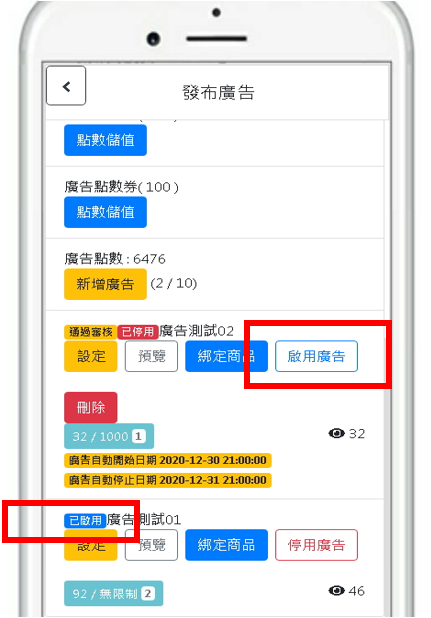 發布廣告
點數儲值
廣告點數券(100)
點數儲值
廣告點數:6476
新增廣告 (2/10)
通過審核 已停用 廣告測試02
設定 預覽 綁定商品 啟用廣告
刪除
32 / 1000 1 32
廣告自動開始日期 2020-12-30 21:00:00
廣告自動停止日期 2020-12-31 21:00:00
已啟用 廣告測試01
設定 預覽 綁定商品 停用廣告
92 / 無限制 2 46